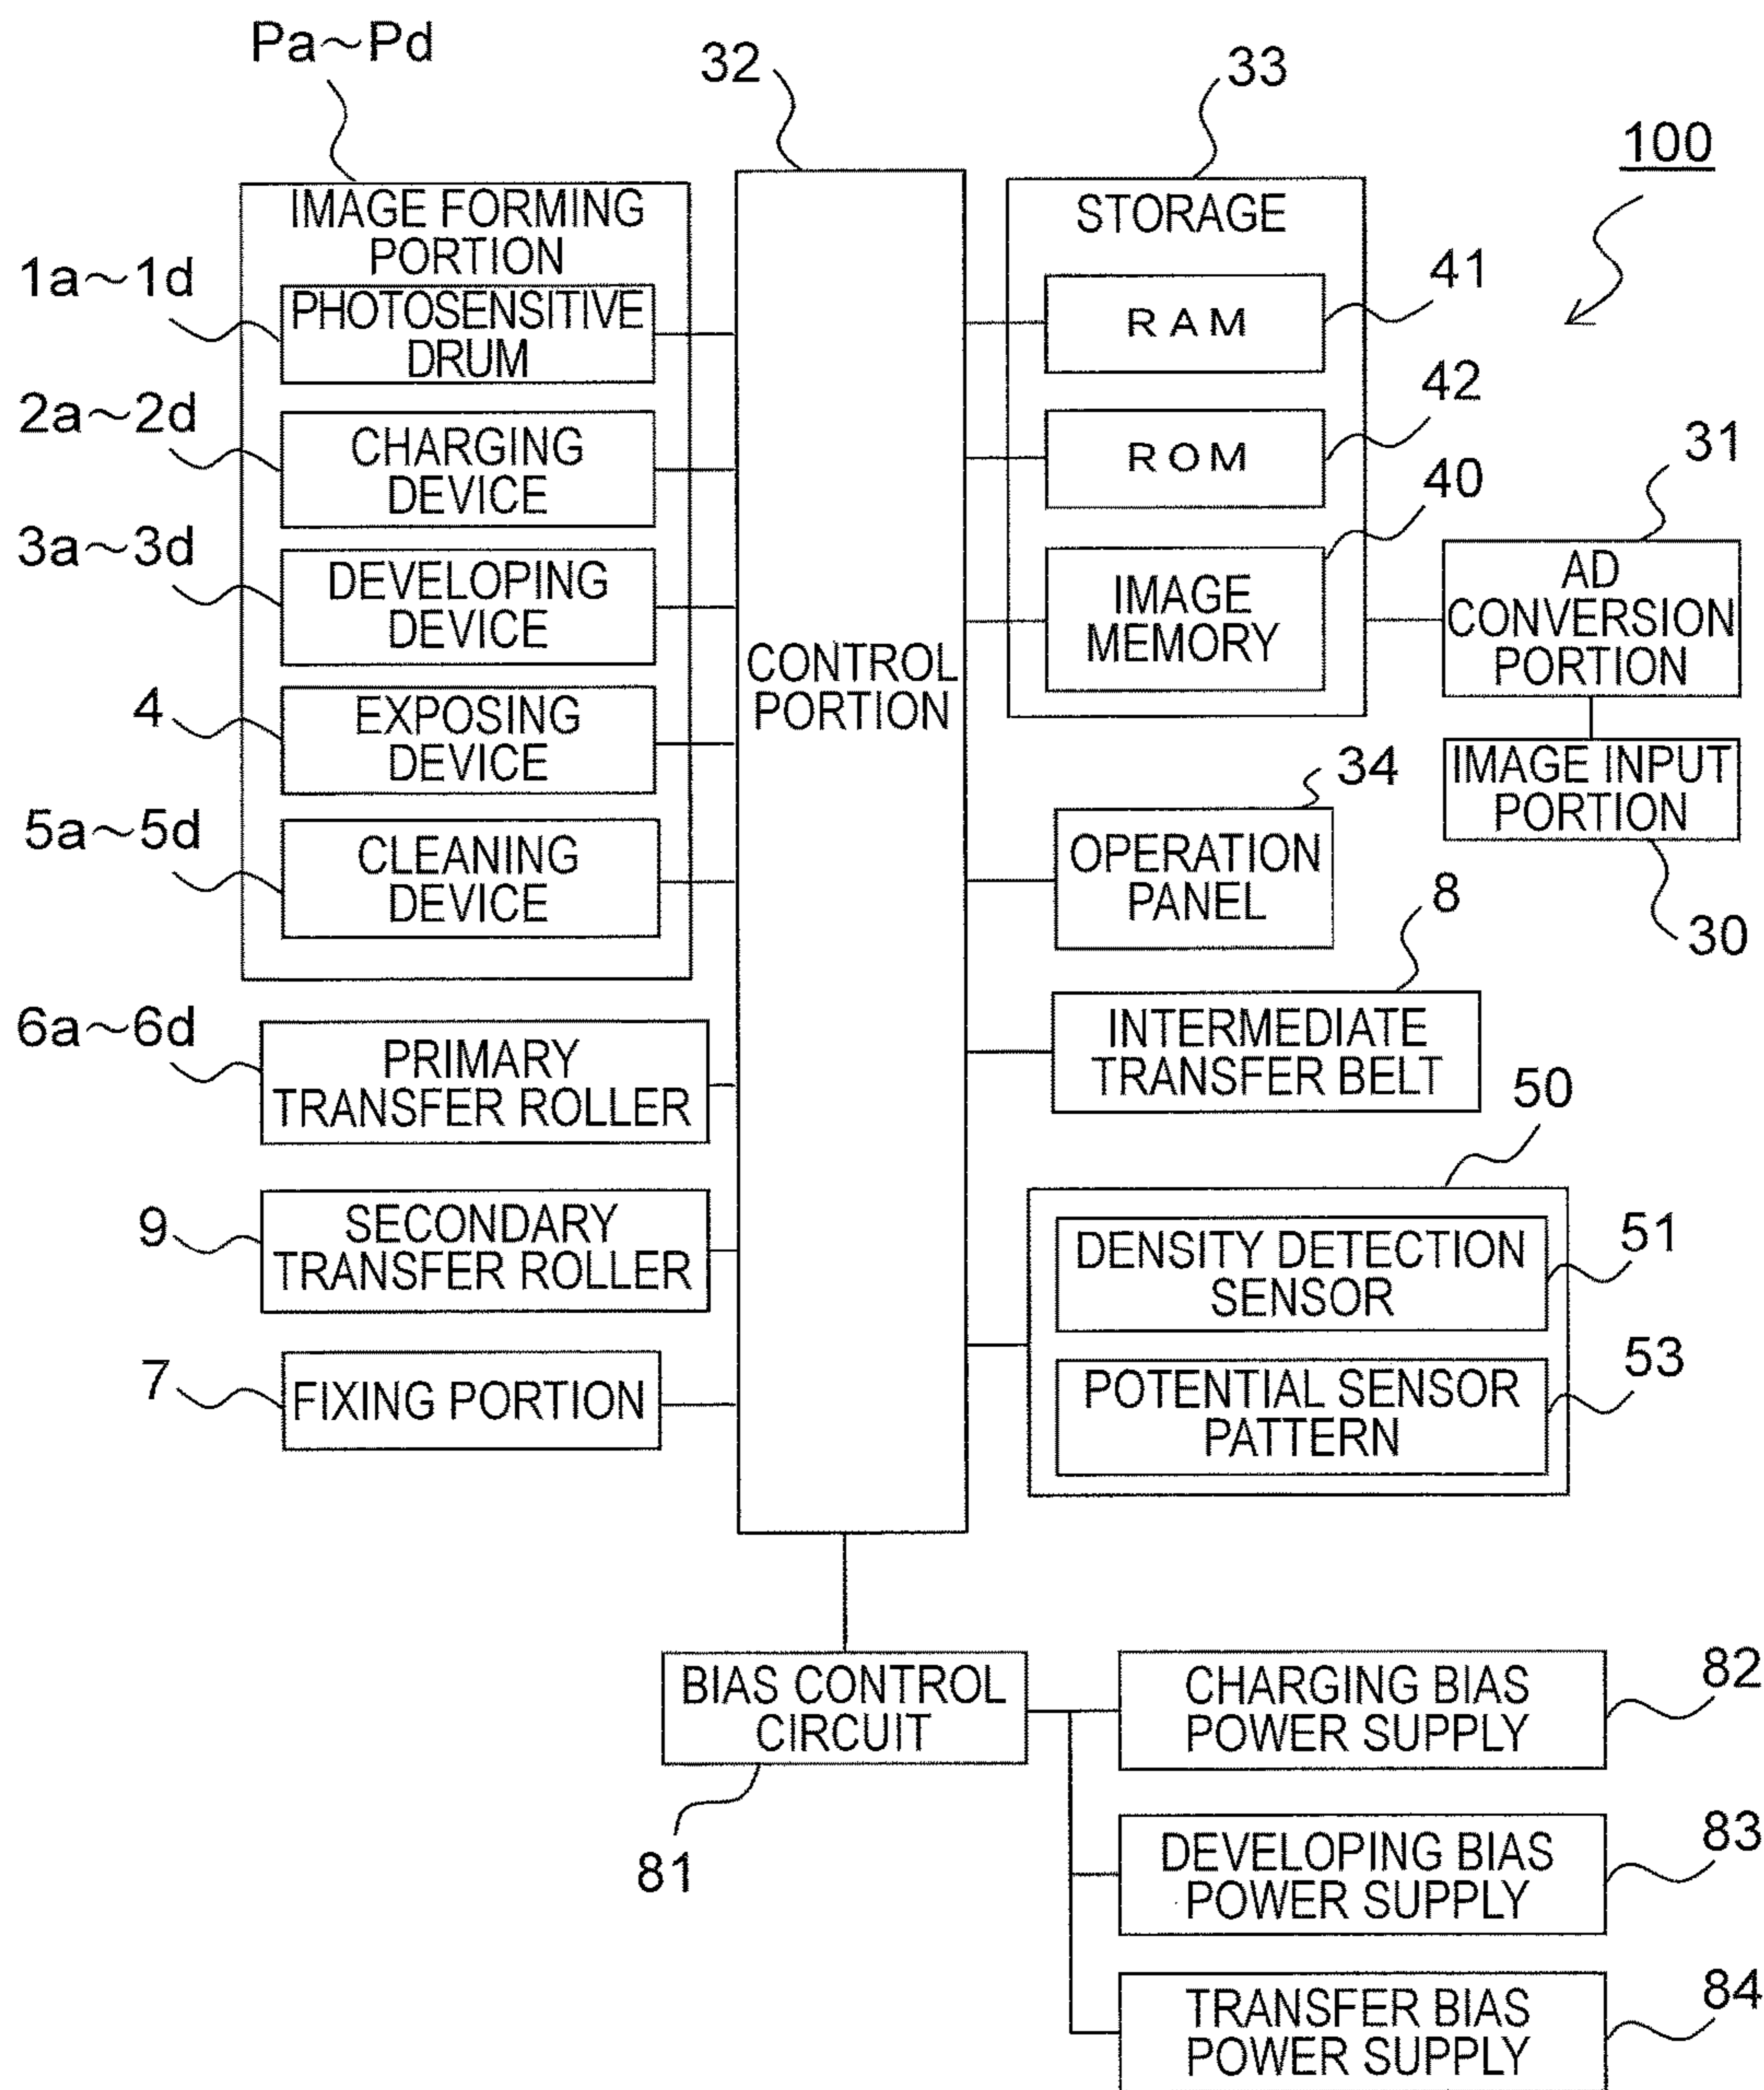 Pa~Pd
32
33
100
IMAGE FORMING
PORTION
1a~1d
PHOTOSENSITIVE
DRUM
2a~2d
CHARGING
DEVICE
3a~3d
DEVELOPING
DEVICE
4
EXPOSING
DEVICE
5a~5d
CLEANING
DEVICE
6a~6d
PRIMARY
TRANSFER ROLLER
9
SECONDARY
TRANSFER ROLLER
7
FIXING PORTION
CONTROL
PORTION
STORAGE
RAM
41
ROM
42
IMAGE
MEMORY
40
31
AD
CONVERSION
PORTION
IMAGE INPUT
PORTION
30
34
OPERATION
PANEL
8
INTERMEDIATE
TRANSFER BELT
50
DENSITY DETECTION
SENSOR
51
POTENTIAL SENSOR
PATTERN
53
BIAS CONTROL
CIRCUIT
81
CHARGING BIAS
POWER SUPPLY
82
DEVELOPING BIAS
POWER SUPPLY
83
TRANSFER BIAS
POWER SUPPLY
84